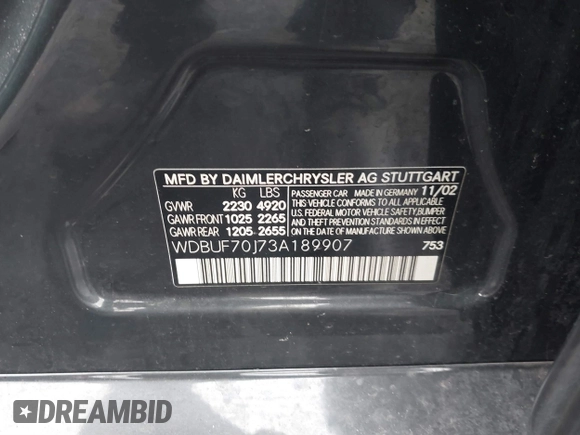 MFD BY DAIMLERCHRYSLER AG STUTTGART
KG LBS
GVWR 2230 4920
GAWR FRONT 1025 2265
GAWR REAR 1205 2655
PASSENGER CAR MADE IN GERMANY 11/02
THIS VEHICLE CONFORMS TO ALL APPLICABLE
U.S. FEDERAL MOTOR VEHICLE SAFETY, BUMPER
AND THEFT PREVENTION STANDARDS IN EFFECT
ON THE DATE OF MANUFACTURE SHOWN ABOVE
WDBUF70J73A189907 753
DREAMBID